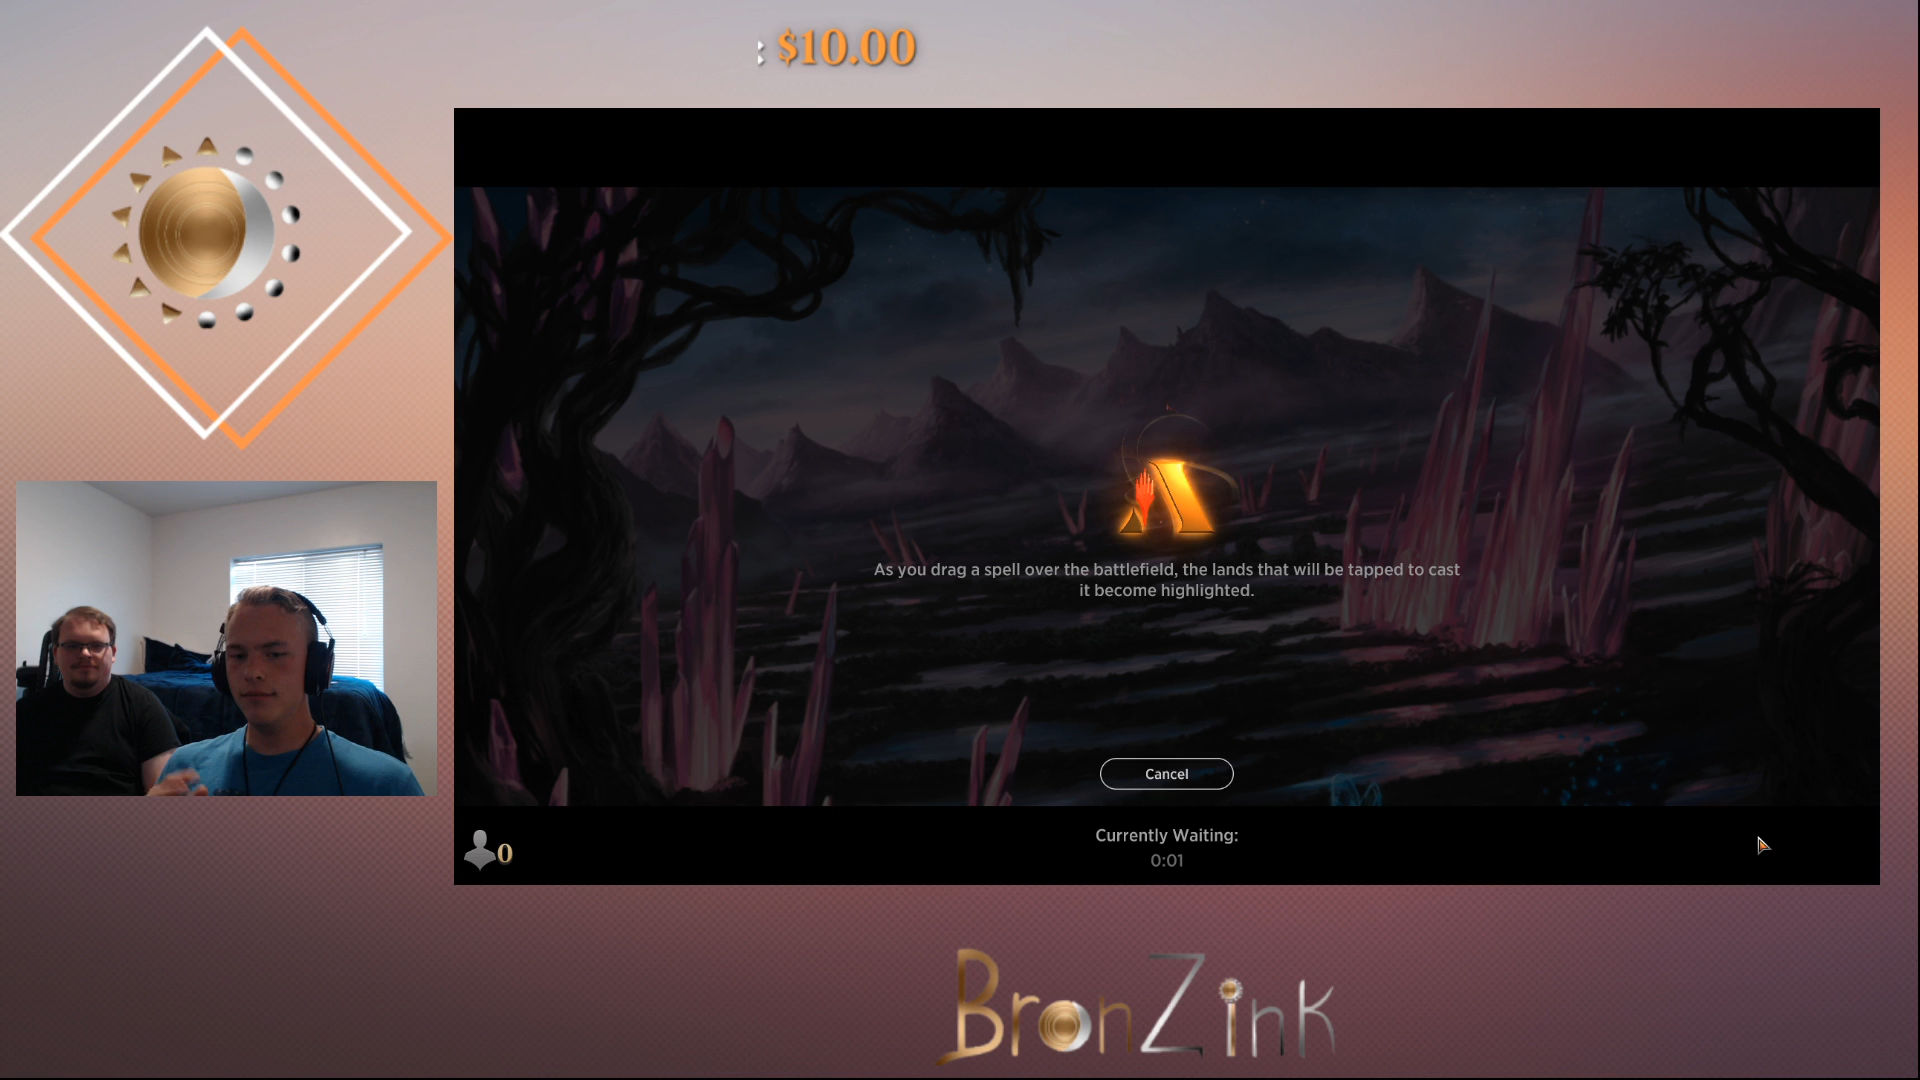 : $10.00
As you drag a spell over the battlefield, the lands that will be tapped to cast
it become highlighted.
Cancel
Currently Waiting:
0:01
0
BronZink